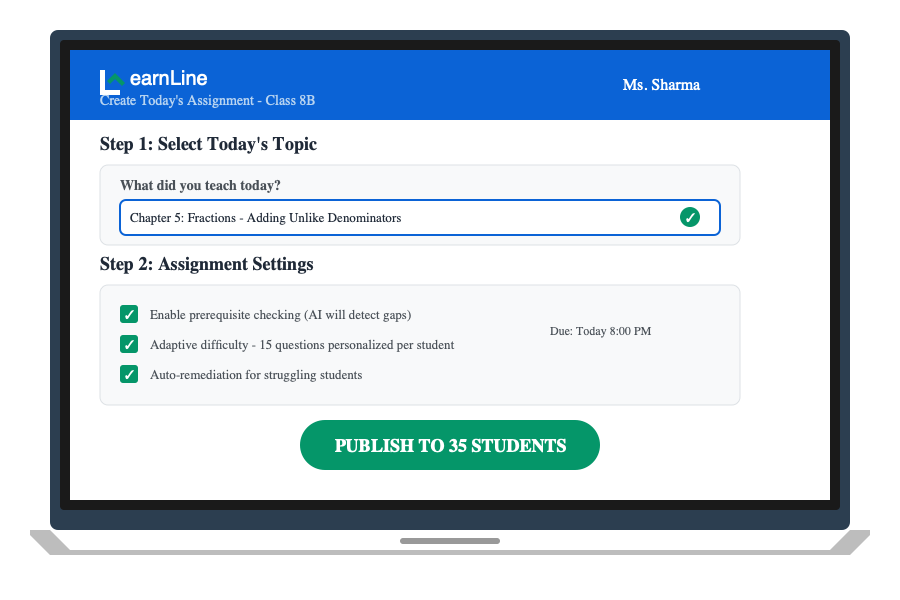 LearnLine
Create Today's Assignment - Class 8B
Ms. Sharma
Step 1: Select Today's Topic
What did you teach today?
Chapter 5: Fractions - Adding Unlike Denominators
Step 2: Assignment Settings
Enable prerequisite checking (AI will detect gaps)
Due: Today 8:00 PM
Adaptive difficulty - 15 questions personalized per student
Auto-remediation for struggling students
PUBLISH TO 35 STUDENTS